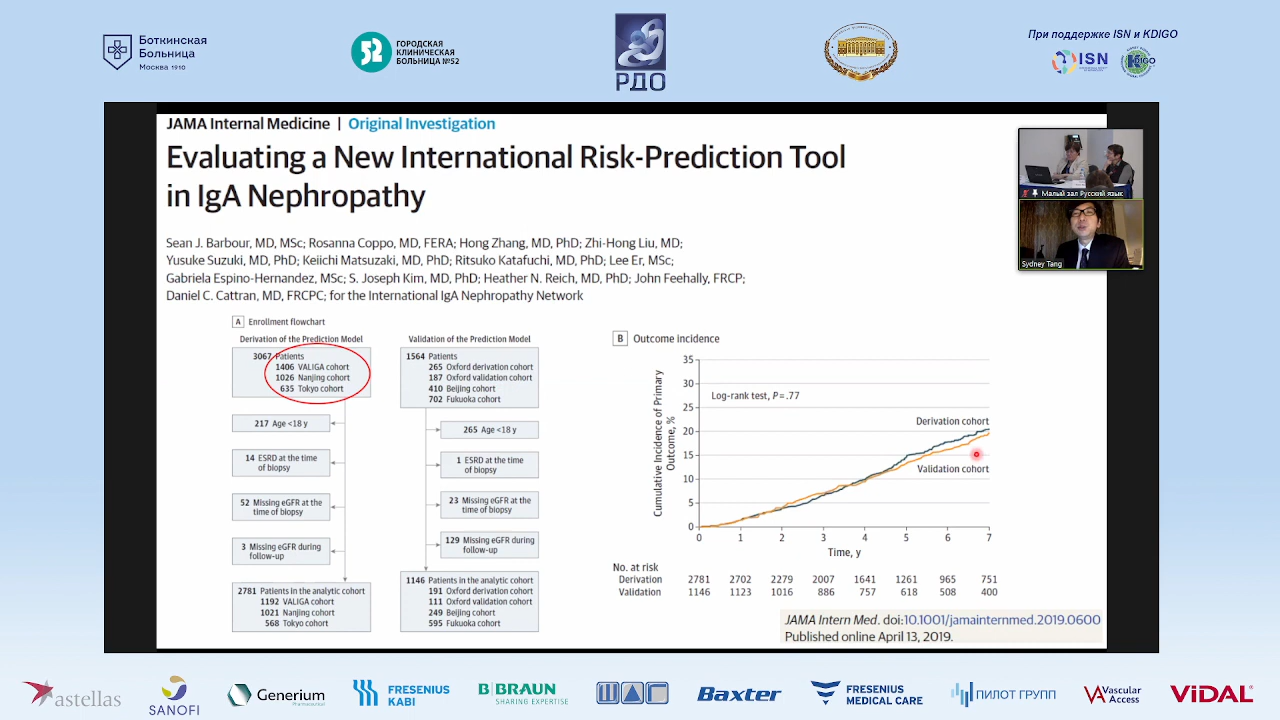 Боткинская
Больница
Москва 1910
52
ГОРОДСКАЯ
КЛИНИЧЕСКАЯ
БОЛЬНИЦА №52
РДО
При поддержке ISN и KDIGO
ISN
KDIGO
JAMA Internal Medicine | Original Investigation
Evaluating a New International Risk-Prediction Tool
in IgA Nephropathy
Sean J. Barbour, MD, MSc; Rosanna Coppo, MD, FERA; Hong Zhang, MD, PhD; Zhi-Hong Liu, MD;
Yusuke Suzuki, MD, PhD; Keiichi Matsuzaki, MD, PhD; Ritsuko Katafuchi, MD, PhD; Lee Er, MSc;
Gabriela Espino-Hernandez, MSc; S. Joseph Kim, MD, PhD; Heather N. Reich, MD, PhD; John Feehally, FRCP;
Daniel C. Cattran, MD, FRCPC; for the International IgA Nephropathy Network
Малый зал Русский язык
Sydney Tang
A Enrollment flowchart
Derivation of the Prediction Model
3067 Patients
1406 VALIGA cohort
1026 Nanjing cohort
635 Tokyo cohort
217 Age <18 y
14 ESRD at the time
of biopsy
52 Missing eGFR at the
time of biopsy
3 Missing eGFR during
follow-up
2781 Patients in the analytic cohort
1192 VALIGA cohort
1021 Nanjing cohort
568 Tokyo cohort
Validation of the Prediction Model
1564 Patients
265 Oxford derivation cohort
187 Oxford validation cohort
410 Beijing cohort
702 Fukuoka cohort
265 Age <18 y
1 ESRD at the time
of biopsy
23 Missing eGFR at the
time of biopsy
129 Missing eGFR during
follow-up
1146 Patients in the analytic cohort
191 Oxford derivation cohort
111 Oxford validation cohort
249 Beijing cohort
595 Fukuoka cohort
B Outcome incidence
Cumulative Incidence of Primary
Outcome, %
35
30
25
20
15
10
5
0
Log-rank test, P = .77
Derivation cohort
Validation cohort
0 1 2 3 4 5 6 7
Time, y
No. at risk
Derivation 2781 2702 2279 2007 1641 1261 965 751
Validation 1146 1123 1016 886 757 618 508 400
JAMA Intern Med. doi:10.1001/jamainternmed.2019.0600
Published online April 13, 2019.
astellas
SANOFI
Generium
Pharmaceutical
FRESENIUS
KABI
B BRAUN
SHARING EXPERTISE
ШАГ
Baxter
FRESENIUS
MEDICAL CARE
ПИЛОТ ГРУПП
VA Vascular
Access
ViDAL